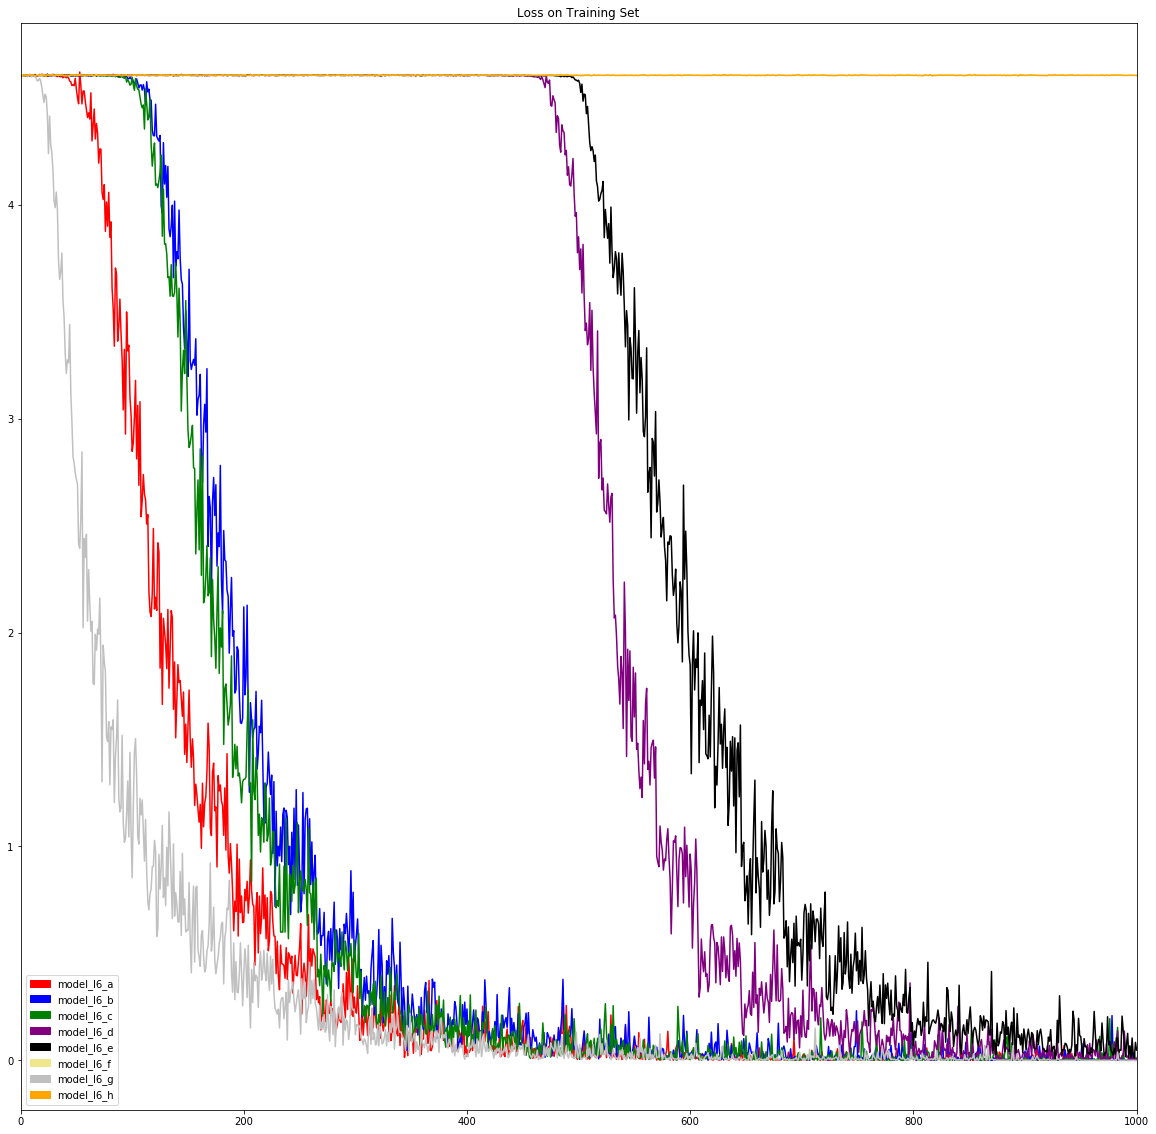 Loss on Training Set
4
3
2
1
0
model_l6_a
model_l6_b
model_l6_c
model_l6_d
model_l6_e
model_l6_f
model_l6_g
model_l6_h
0 200 400 600 800 1000